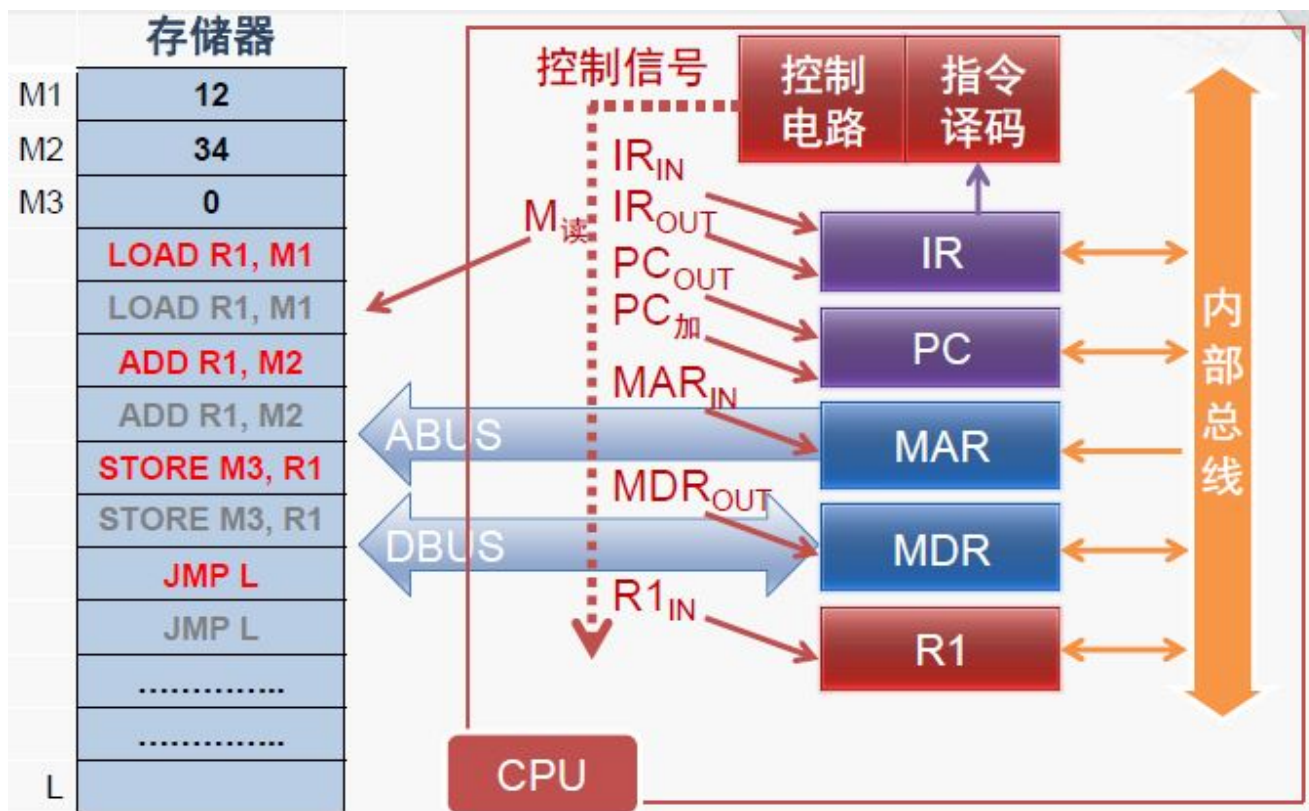 存储器
M1
12
M2
34
M3
0
LOAD R1, M1
LOAD R1, M1
ADD R1, M2
ADD R1, M2
STORE M3, R1
STORE M3, R1
JMP L
JMP L
…………..
…………..
L
控制信号
控制
电路
指令
译码
M读
IRIN
IROUT
PCOUT
PC加
MARIN
MDROUT
R1IN
ABUS
DBUS
IR
PC
MAR
MDR
R1
内
部
总
线
CPU